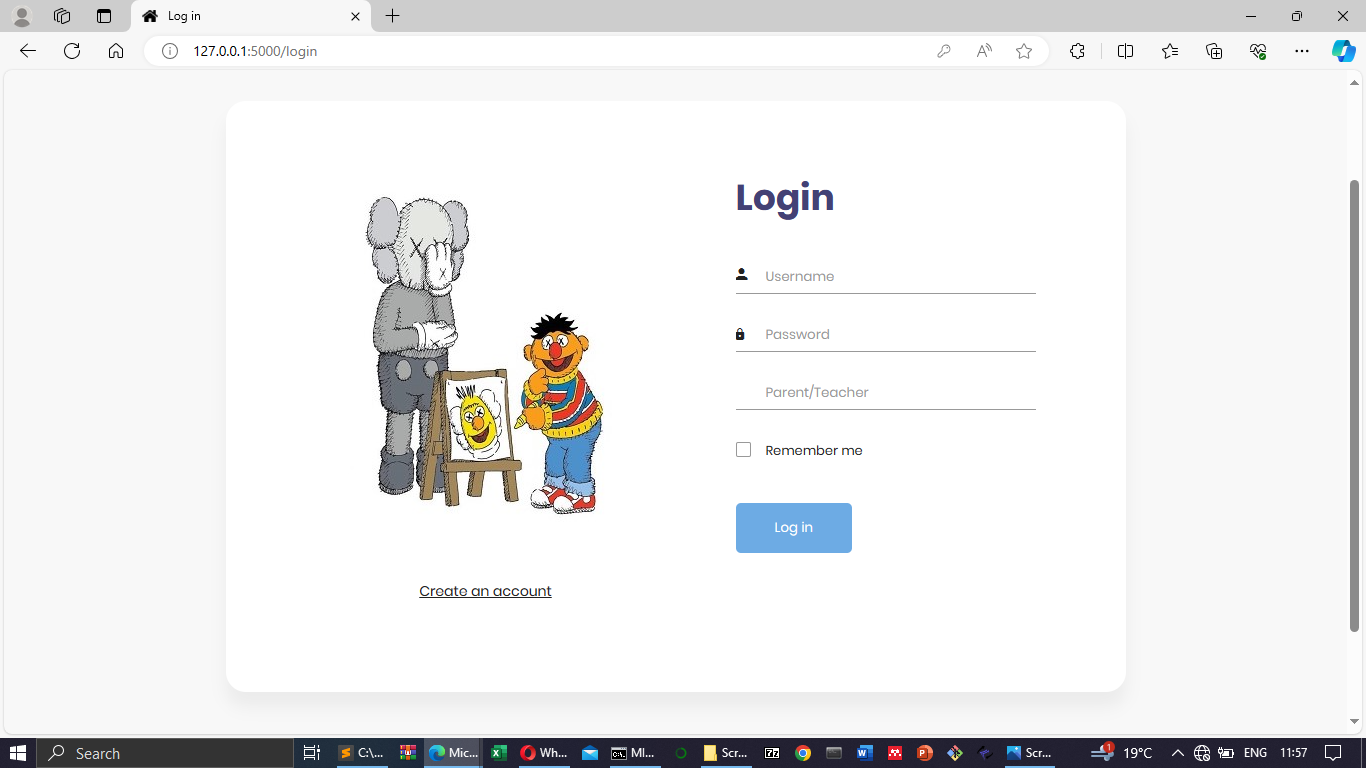 Log in
127.0.0.1:5000/login
Login
Username
Password
Parent/Teacher
Remember me
Log in
Create an account
Search
C:\...
Mic...
Wh...
MI...
Scr...
Scr...
1
19°C
ENG
11:57